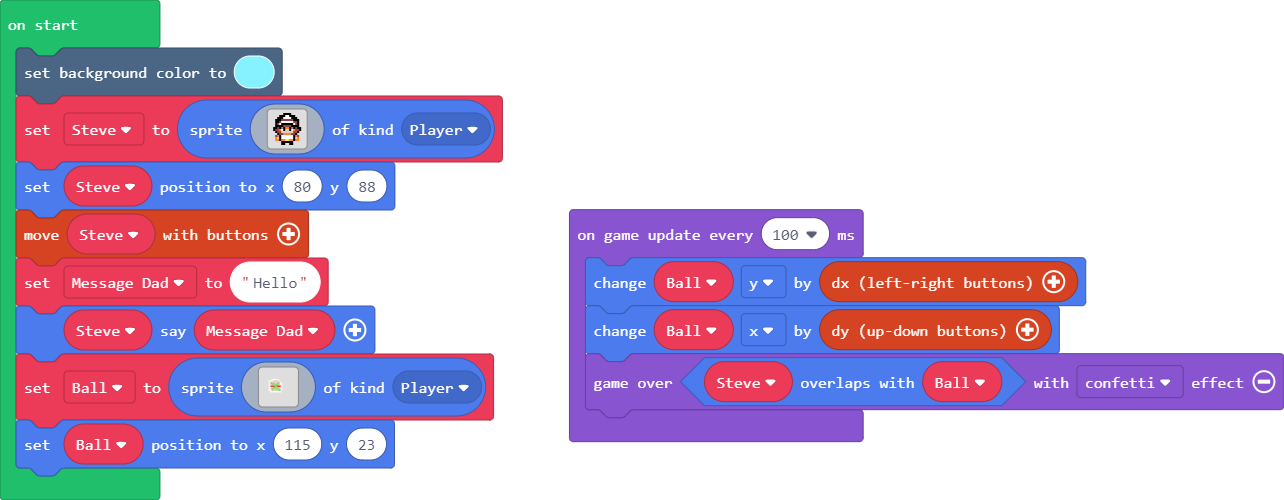 on start
set background color to
set Steve to sprite of kind Player
set Steve position to x 80 y 88
move Steve with buttons
set Message Dad to "Hello"
Steve say Message Dad
set Ball to sprite of kind Player
set Ball position to x 115 y 23
on game update every 100 ms
change Ball y by dx (left-right buttons)
change Ball x by dy (up-down buttons)
game over Steve overlaps with Ball with confetti effect